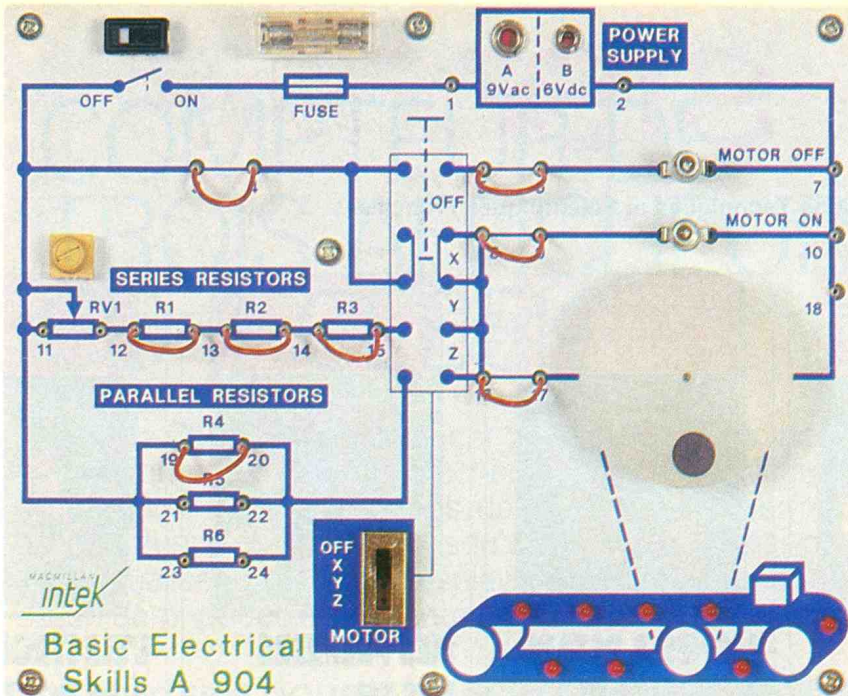 POWER
SUPPLY
A B
9Vac 6Vdc
OFF ON
FUSE
1
2
MOTOR OFF
7
OFF
MOTOR ON
X
10
SERIES RESISTORS
Y
18
RV1 R1 R2 R3
Z
11 12 13 14 15
PARALLEL RESISTORS
R4
19 20
21 22
R6
23 24
OFF
X
Y
Z
MOTOR
MACMILLAN
intek
Basic Electrical
Skills A 904